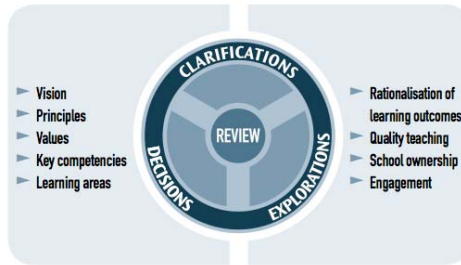 CLARIFICATIONS
Vision
Principles
Values
Key competencies
Learning areas
REVIEW
DECISIONS
EXPLORATIONS
Rationalisation of
learning outcomes
Quality teaching
School ownership
Engagement